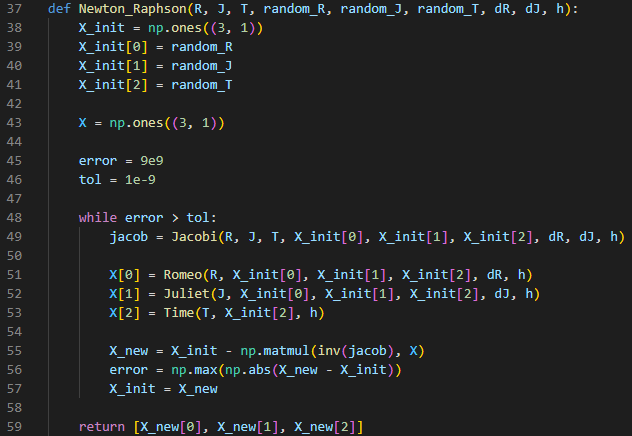 37 def Newton_Raphson(R, J, T, random_R, random_J, random_T, dR, dJ, h):
38     X_init = np.ones((3, 1))
39     X_init[0] = random_R
40     X_init[1] = random_J
41     X_init[2] = random_T
42
43     X = np.ones((3, 1))
44
45     error = 9e9
46     tol = 1e-9
47
48     while error > tol:
49         jacob = Jacobi(R, J, T, X_init[0], X_init[1], X_init[2], dR, dJ, h)
50
51         X[0] = Romeo(R, X_init[0], X_init[1], X_init[2], dR, h)
52         X[1] = Juliet(J, X_init[0], X_init[1], X_init[2], dJ, h)
53         X[2] = Time(T, X_init[2], h)
54
55         X_new = X_init - np.matmul(inv(jacob), X)
56         error = np.max(np.abs(X_new - X_init))
57         X_init = X_new
58
59     return [X_new[0], X_new[1], X_new[2]]